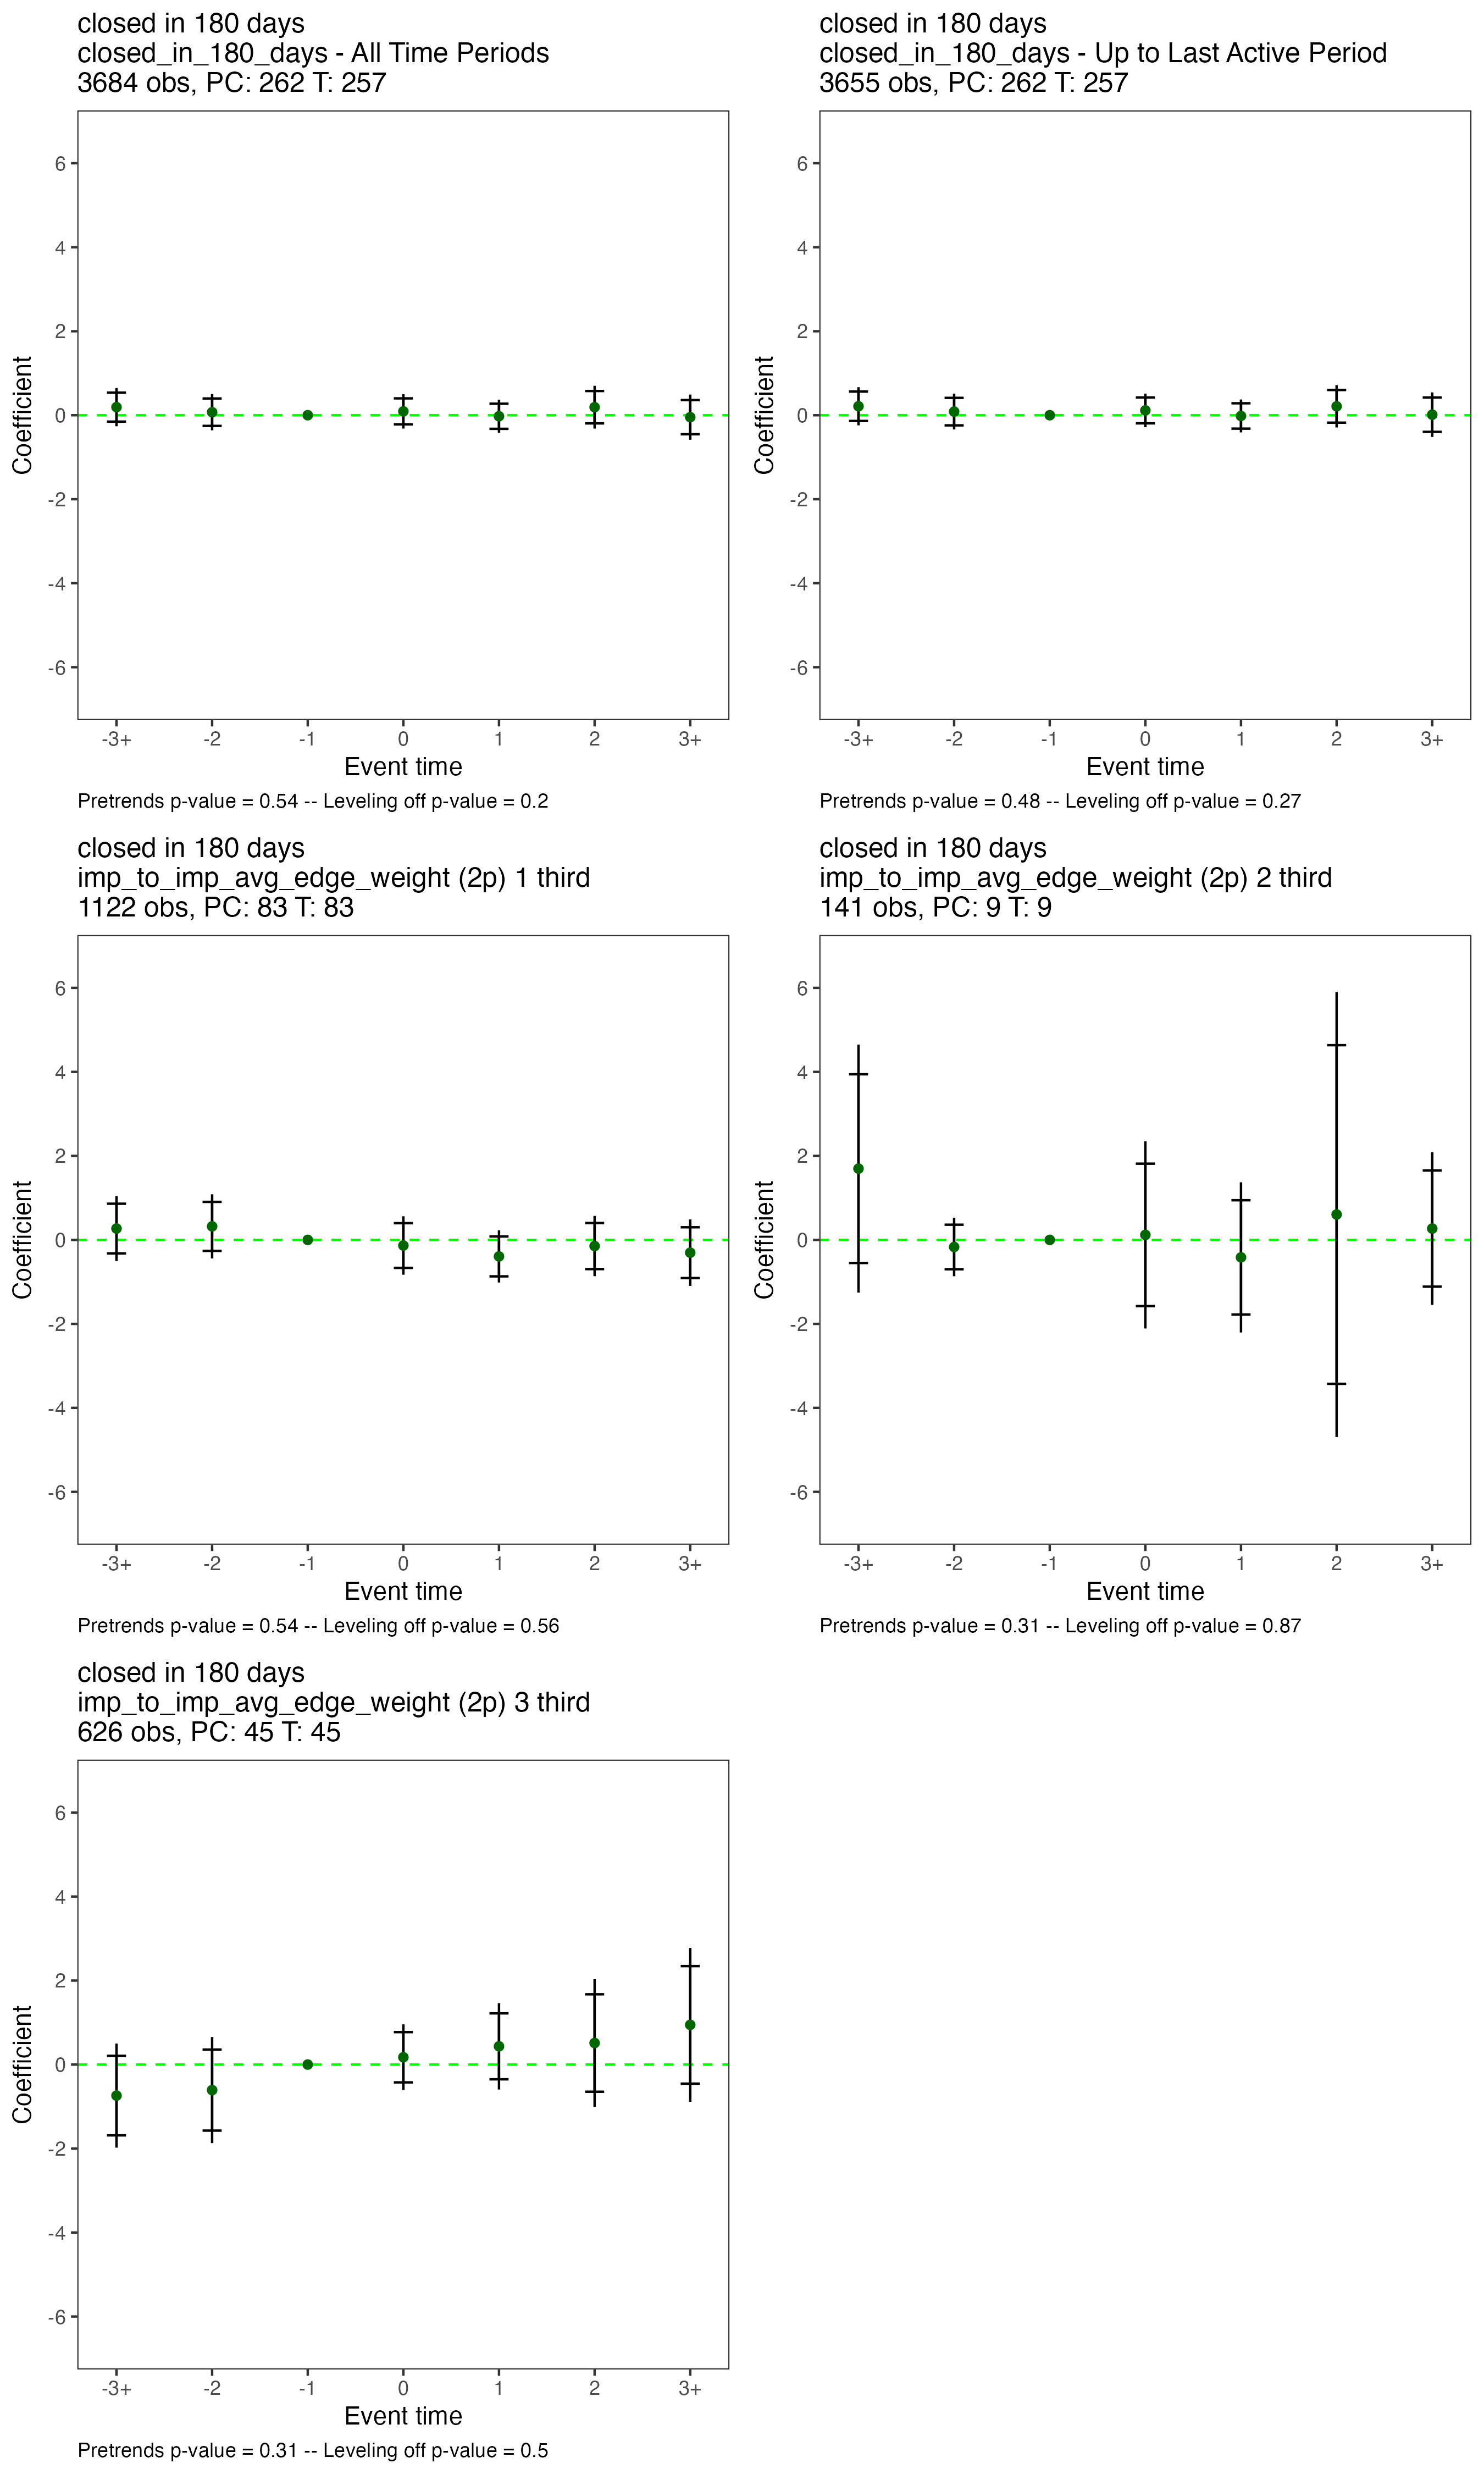 closed in 180 days
closed_in_180_days - All Time Periods
3684 obs, PC: 262 T: 257
6
4
2
0
-2
-4
-6
Coefficient
-3+ -2 -1 0 1 2 3+
Event time
Pretrends p-value = 0.54 -- Leveling off p-value = 0.2
closed in 180 days
closed_in_180_days - Up to Last Active Period
3655 obs, PC: 262 T: 257
6
4
2
0
-2
-4
-6
Coefficient
-3+ -2 -1 0 1 2 3+
Event time
Pretrends p-value = 0.48 -- Leveling off p-value = 0.27
closed in 180 days
imp_to_imp_avg_edge_weight (2p) 1 third
1122 obs, PC: 83 T: 83
6
4
2
0
-2
-4
-6
Coefficient
-3+ -2 -1 0 1 2 3+
Event time
Pretrends p-value = 0.54 -- Leveling off p-value = 0.56
closed in 180 days
imp_to_imp_avg_edge_weight (2p) 2 third
141 obs, PC: 9 T: 9
6
4
2
0
-2
-4
-6
Coefficient
-3+ -2 -1 0 1 2 3+
Event time
Pretrends p-value = 0.31 -- Leveling off p-value = 0.87
closed in 180 days
imp_to_imp_avg_edge_weight (2p) 3 third
626 obs, PC: 45 T: 45
6
4
2
0
-2
-4
-6
Coefficient
-3+ -2 -1 0 1 2 3+
Event time
Pretrends p-value = 0.31 -- Leveling off p-value = 0.5